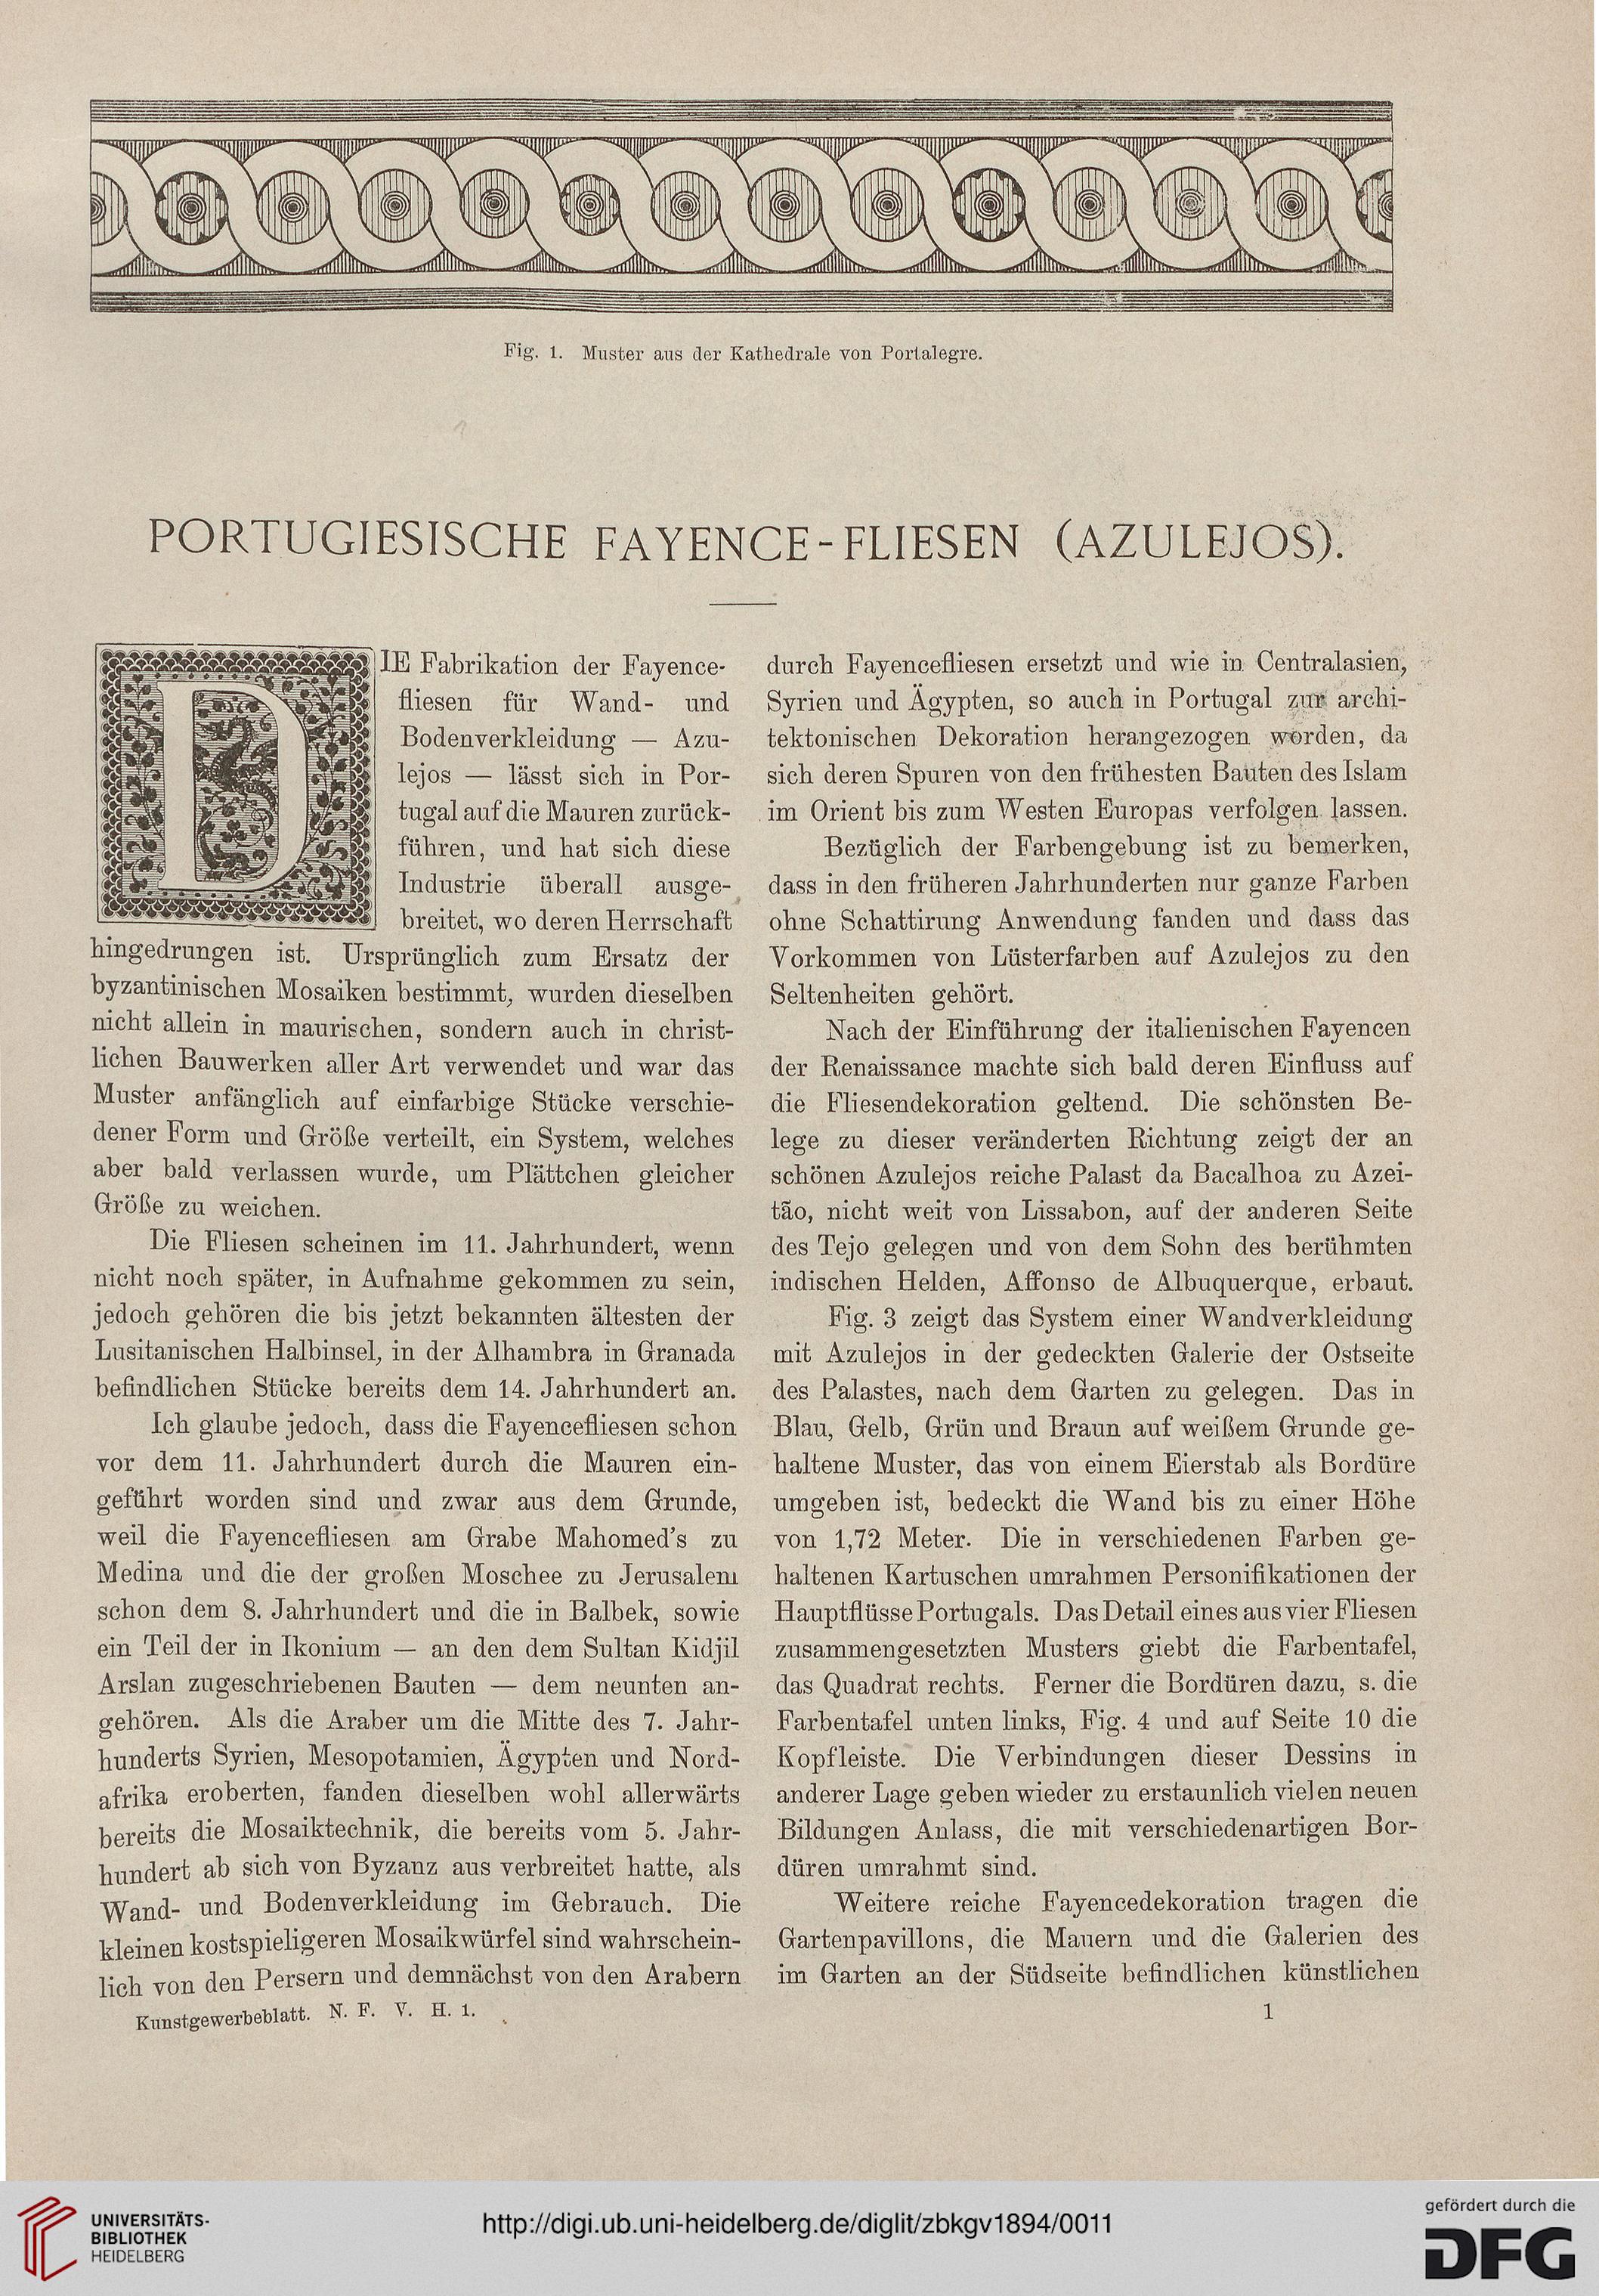 Fig. 1. Muster aus der Kathedrale von Portalegre.
PORTUGIESISCHE FAYENCE-FLIESEN (AZULEJOS).
DIE Fabrikation der Fayence-
fliesen für Wand- und
Bodenverkleidung — Azu-
lejos — lässt sich in Por-
tugal auf die Mauren zurück-
führen, und hat sich diese
Industrie überall ausge-
breitet, wo deren Herrschaft
hingedrungen ist. Ursprünglich zum Ersatz der
byzantinischen Mosaiken bestimmt, wurden dieselben
nicht allein in maurischen, sondern auch in christ-
lichen Bauwerken aller Art verwendet und war das
Muster anfänglich auf einfarbige Stücke verschie-
dener Form und Größe verteilt, ein System, welches
aber bald verlassen wurde, um Plättchen gleicher
Größe zu weichen.
Die Fliesen scheinen im 11. Jahrhundert, wenn
nicht noch später, in Aufnahme gekommen zu sein,
jedoch gehören die bis jetzt bekannten ältesten der
Lusitanischen Halbinsel, in der Alhambra in Granada
befindlichen Stücke bereits dem 14. Jahrhundert an.
Ich glaube jedoch, dass die Fayencefliesen schon
vor dem 11. Jahrhundert durch die Mauren ein-
geführt worden sind und zwar aus dem Grunde,
weil die Fayencefliesen am Grabe Mahomed's zu
Medina und die der großen Moschee zu Jerusalem
schon dem 8. Jahrhundert und die in Balbek, sowie
ein Teil der in Ikonium — an den dem Sultan Kidjil
Arslan zugeschriebenen Bauten — dem neunten an-
gehören. Als die Araber um die Mitte des 7. Jahr-
hunderts Syrien, Mesopotamien, Ägypten und Nord-
afrika eroberten, fanden dieselben wohl allerwärts
bereits die Mosaiktechnik, die bereits vom 5. Jahr-
hundert ab sich von Byzanz aus verbreitet hatte, als
Wand- und Bodenverkleidung im Gebrauch. Die
kleinen kostspieligeren Mosaikwürfel sind wahrschein-
lich von den Persern und demnächst von den Arabern
durch Fayencefliesen ersetzt und wie in Centralasien,
Syrien und Ägypten, so auch in Portugal zur archi-
tektonischen Dekoration herangezogen worden, da
sich deren Spuren von den frühesten Bauten des Islam
im Orient bis zum Westen Europas verfolgen lassen.
Bezüglich der Farbengebung ist zu bemerken,
dass in den früheren Jahrhunderten nur ganze Farben
ohne Schattirung Anwendung fanden und dass das
Vorkommen von Lüsterfarben auf Azulejos zu den
Seltenheiten gehört.
Nach der Einführung der italienischen Fayencen
der Renaissance machte sich bald deren Einfluss auf
die Fliesendekoration geltend. Die schönsten Be-
lege zu dieser veränderten Richtung zeigt der an
schönen Azulejos reiche Palast da Bacalhoa zu Azei-
tão, nicht weit von Lissabon, auf der anderen Seite
des Tejo gelegen und von dem Sohn des berühmten
indischen Helden, Affonso de Albuquerque, erbaut.
Fig. 3 zeigt das System einer Wandverkleidung
mit Azulejos in der gedeckten Galerie der Ostseite
des Palastes, nach dem Garten zu gelegen. Das in
Blau, Gelb, Grün und Braun auf weißem Grunde ge-
haltene Muster, das von einem Eierstab als Bordüre
umgeben ist, bedeckt die Wand bis zu einer Höhe
von 1,72 Meter. Die in verschiedenen Farben ge-
haltenen Kartuschen umrahmen Personifikationen der
Hauptflüsse Portugals. Das Detail eines aus vier Fliesen
zusammengesetzten Musters giebt die Farbentafel,
das Quadrat rechts. Ferner die Bordüren dazu, s. die
Farbentafel unten links, Fig. 4 und auf Seite 10 die
Kopfleiste. Die Verbindungen dieser Dessins in
anderer Lage geben wieder zu erstaunlich vielen neuen
Bildungen Anlass, die mit verschiedenartigen Bor-
düren umrahmt sind.
Weitere reiche Fayencedekoration tragen die
Gartenpavillons, die Mauern und die Galerien des
im Garten an der Südseite befindlichen künstlichen
Kunstgewerbeblatt. N. F. V. H. 1.
1
UNIVERSITÄTS-
BIBLIOTHEK
HEIDELBERG
http://digi.ub.uni-heidelberg.de/diglit/zbkgv1894/0011
gefördert durch die
DFG